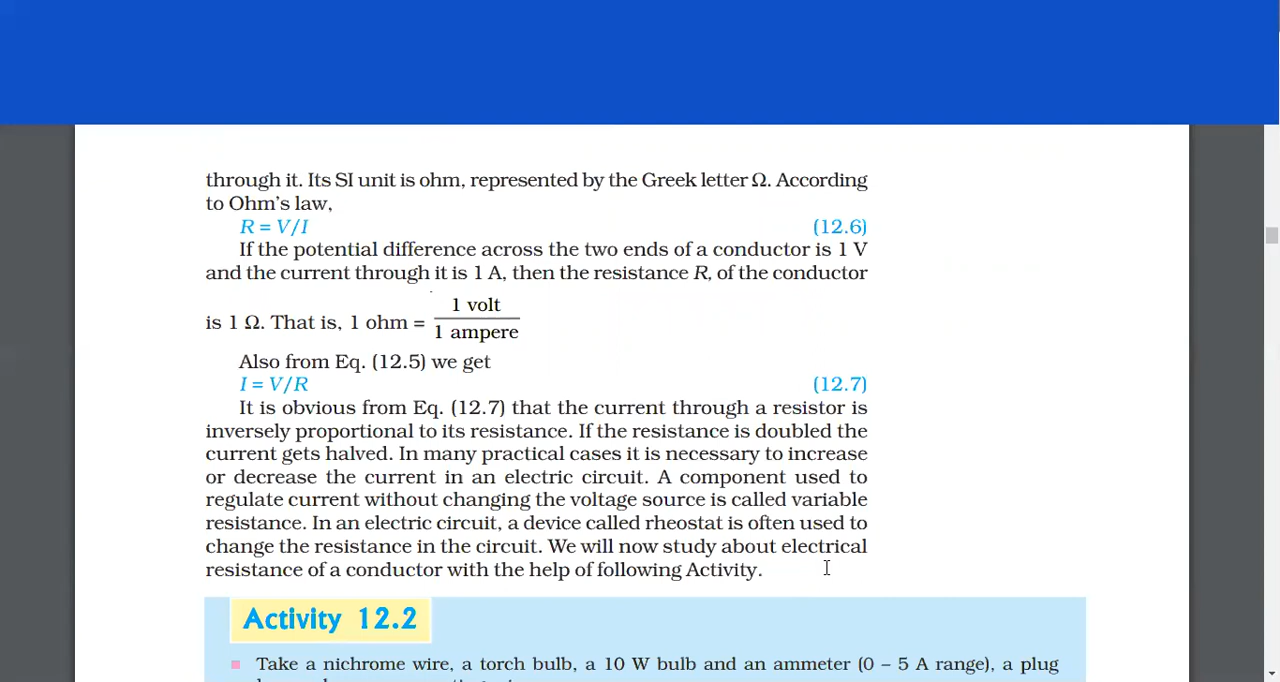 through it. Its SI unit is ohm, represented by the Greek letter Ω. According
to Ohm's law,
R = V/I (12.6)
If the potential difference across the two ends of a conductor is 1 V
and the current through it is 1 A, then the resistance R, of the conductor
is 1 Ω. That is, 1 ohm = 1 volt / 1 ampere
Also from Eq. (12.5) we get
I = V/R (12.7)
It is obvious from Eq. (12.7) that the current through a resistor is
inversely proportional to its resistance. If the resistance is doubled the
current gets halved. In many practical cases it is necessary to increase
or decrease the current in an electric circuit. A component used to
regulate current without changing the voltage source is called variable
resistance. In an electric circuit, a device called rheostat is often used to
change the resistance in the circuit. We will now study about electrical
resistance of a conductor with the help of following Activity.
Activity 12.2
Take a nichrome wire, a torch bulb, a 10 W bulb and an ammeter (0 – 5 A range), a plug